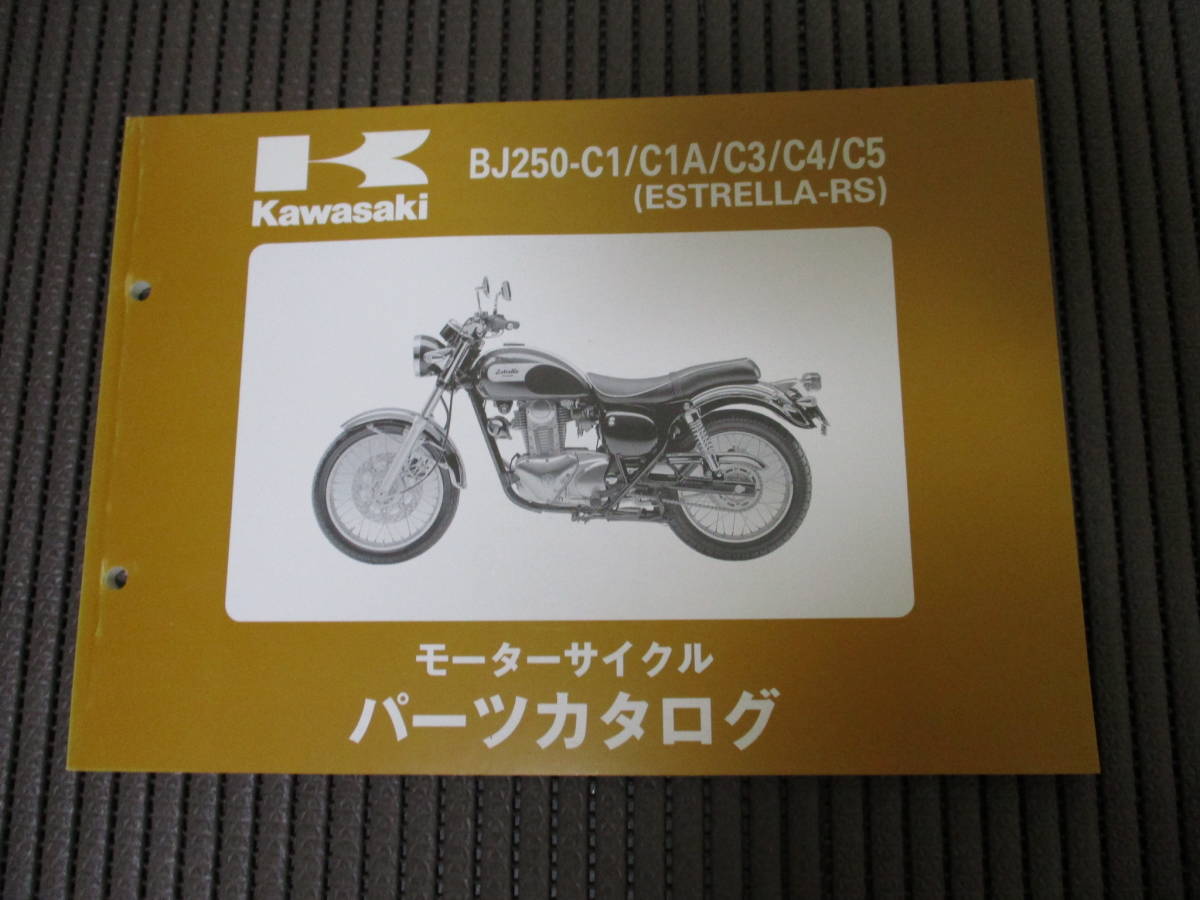 Kawasaki
BJ250-C1/C1A/C3/C4/C5
(ESTRELLA-RS)
Estrella
モーターサイクル
パーツカタログ